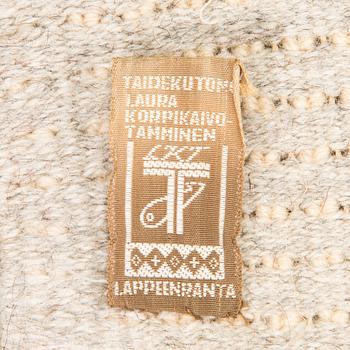 TAIDEKUTOMO
LAURA
KORPIKAIVO-
TAMMINEN
LKT
LAPPEENRANTA